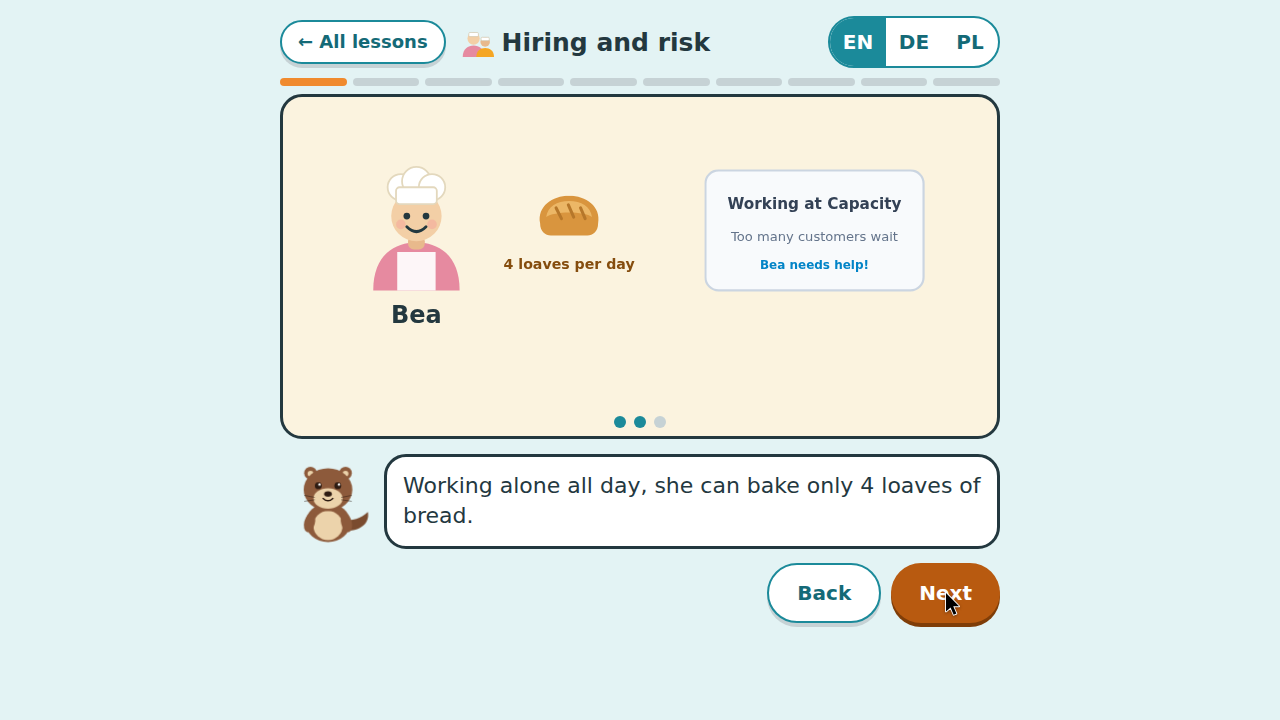 ← All lessons
Hiring and risk
EN DE PL
4 loaves per day
Bea
Working at Capacity
Too many customers wait
Bea needs help!
Working alone all day, she can bake only 4 loaves of
bread.
Back
Next